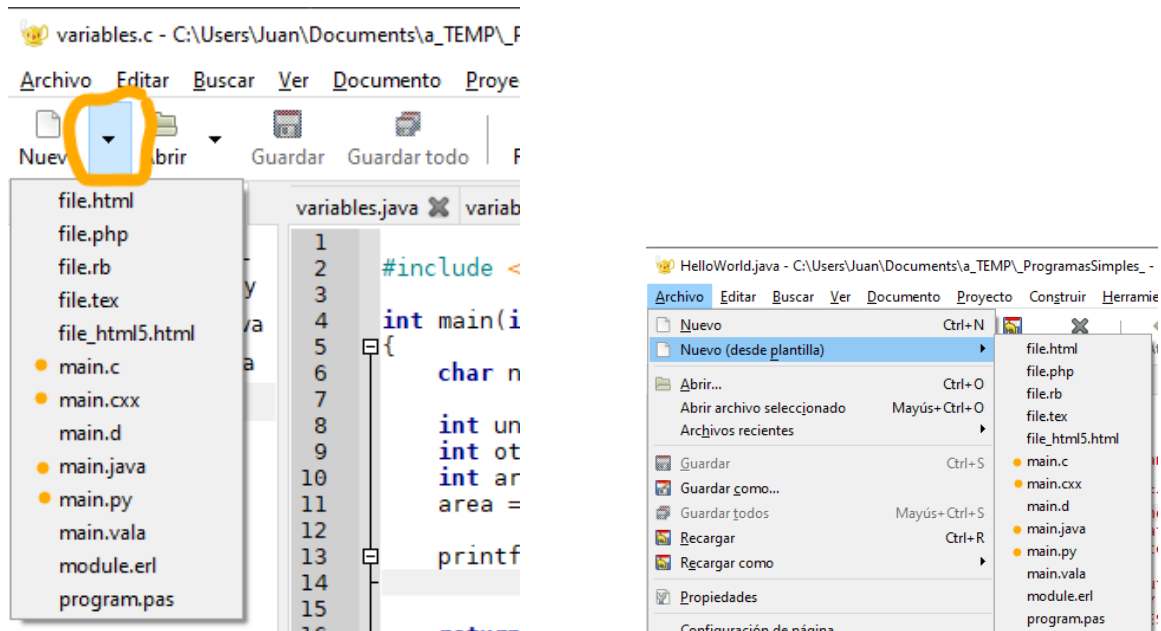 variables.c - C:\Users\Juan\Documents\a_TEMP\_
Archivo Editar Buscar Ver Documento
Guardar Guardar todo
file.html
file.php
file.rb
file.tex
file_html5.html
main.c
main.cxx
main.d
main.java
main.py
main.vala
module.erl
program.pas
variables.java
1
2 #include <
3
4 int main(
5 {
6 char n
7
8 int un
9 int ot
10 int ar
11 area =
12
13 printf
14
15
HelloWorld.java - C:\Users\Juan\Documents\a_TEMP\_ProgramasSimples_ -
Archivo Editar Buscar Ver Documento Proyecto Construir
Nuevo Ctrl+N
Nuevo (desde plantilla)
Abrir... Ctrl+O
Abrir archivo seleccionado Mayús+Ctrl+O
Archivos recientes
Guardar Ctrl+S
Guardar como...
Guardar todos Mayús+Ctrl+S
Recargar Ctrl+R
Recargar como
Propiedades
Configuración de página
file.html
file.php
file.rb
file.tex
file_html5.html
main.c
main.cxx
main.d
main.java
main.py
main.vala
module.erl
program.pas